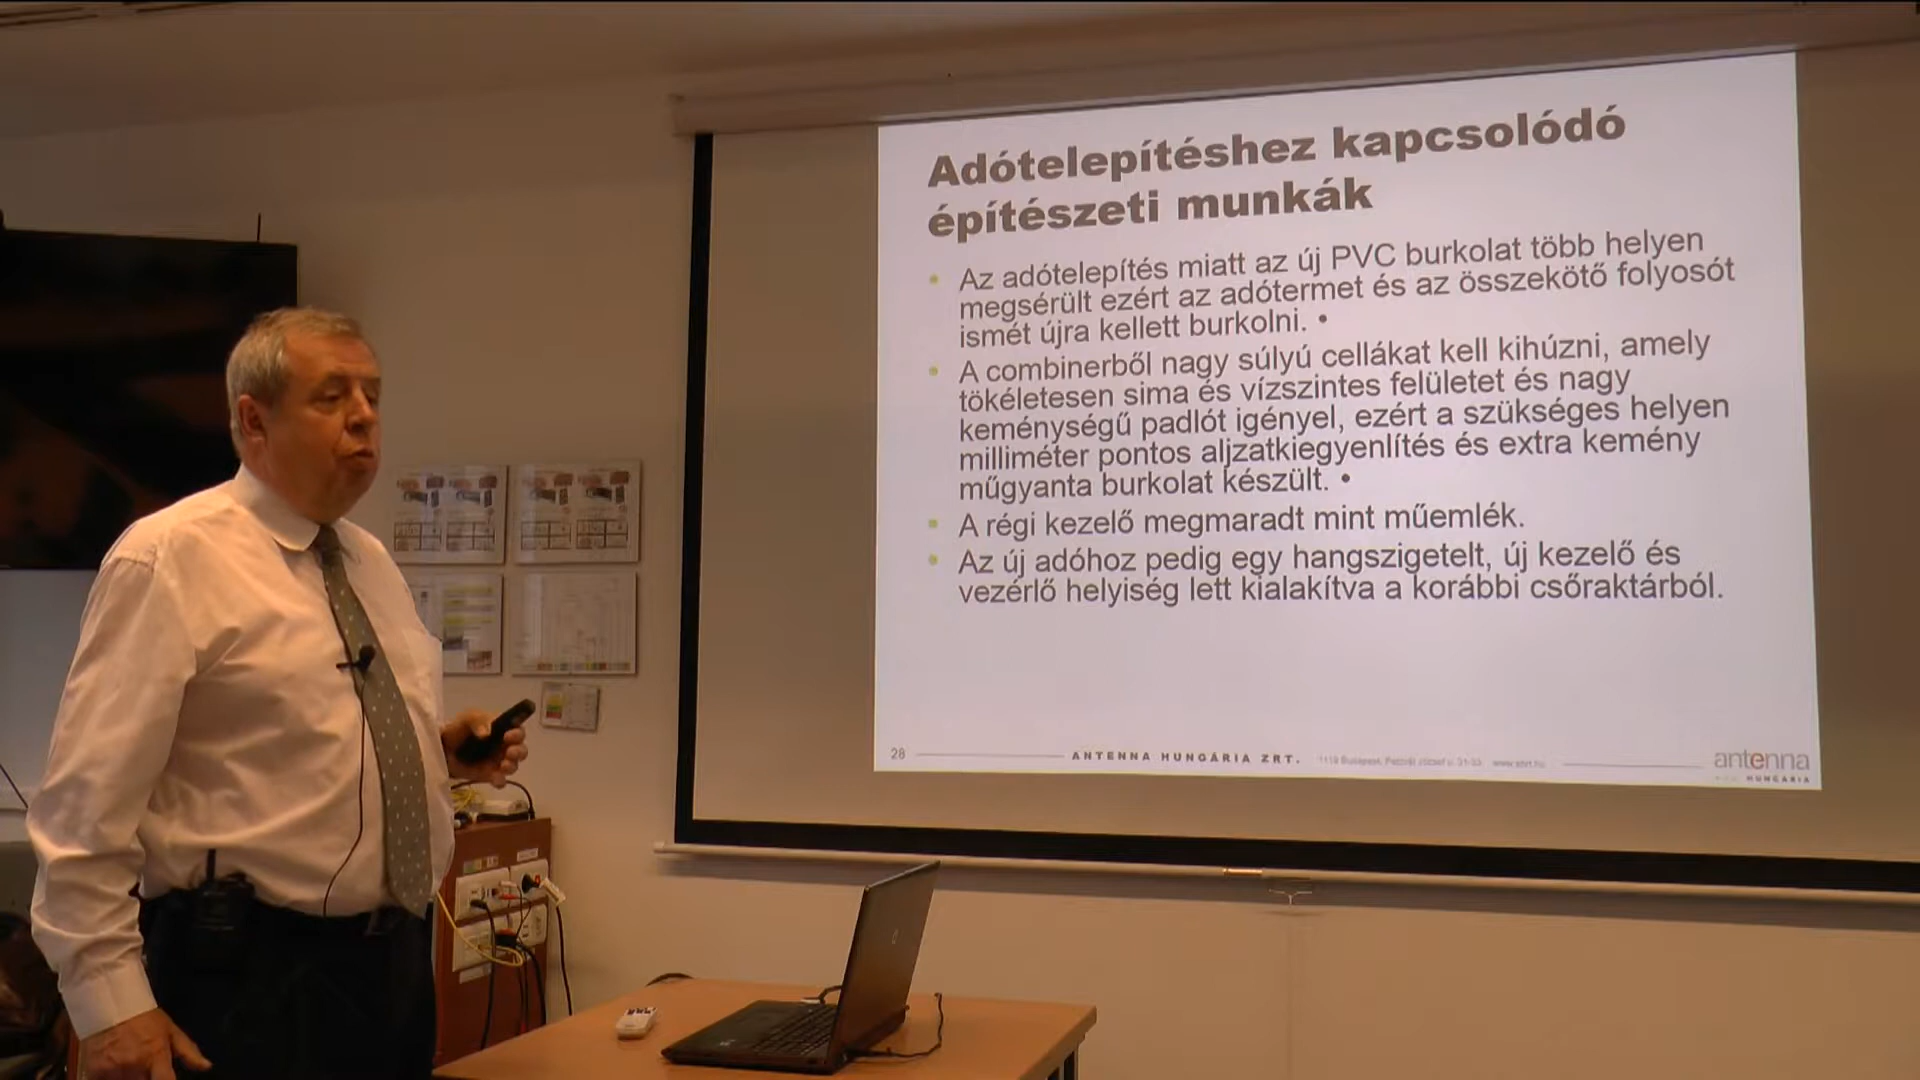 Adótelepítéshez kapcsolódó
építészeti munkák
• Az adótelepítés miatt az új PVC burkolat több helyen
megsérült ezért az adótermet és az összekötő folyosót
ismét újra kellett burkolni. •
• A combinerből nagy súlyú cellákat kell kihúzni, amely
tökéletesen sima és vízszintes felületet és nagy
keménységű padlót igényel, ezért a szükséges helyen
milliméter pontos aljzatkiegyenlítés és extra kemény
műgyanta burkolat készült. •
• A régi kezelő megmaradt mint műemlék.
• Az új adóhoz pedig egy hangszigetelt, új kezelő és
vezérlő helyiség lett kialakítva a korábbi csőraktárból.
28
ANTENNA HUNGÁRIA ZRT.
antenna
HUNGÁRIA